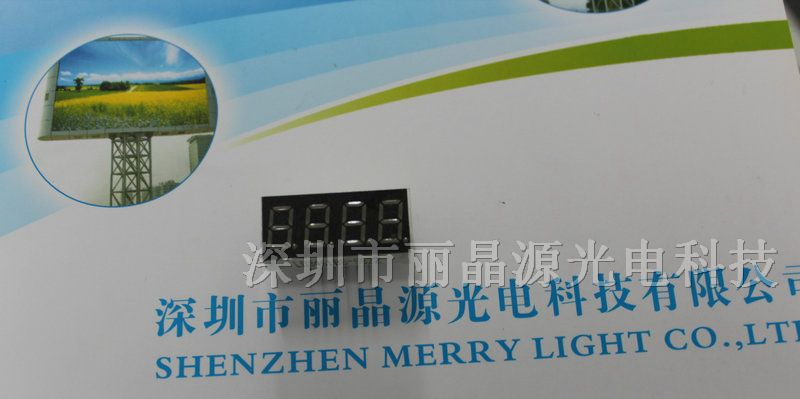 深圳市丽晶源光电科技
深圳市丽晶源光电科技有限公司
SHENZHEN MERRY LIGHT CO.,LT